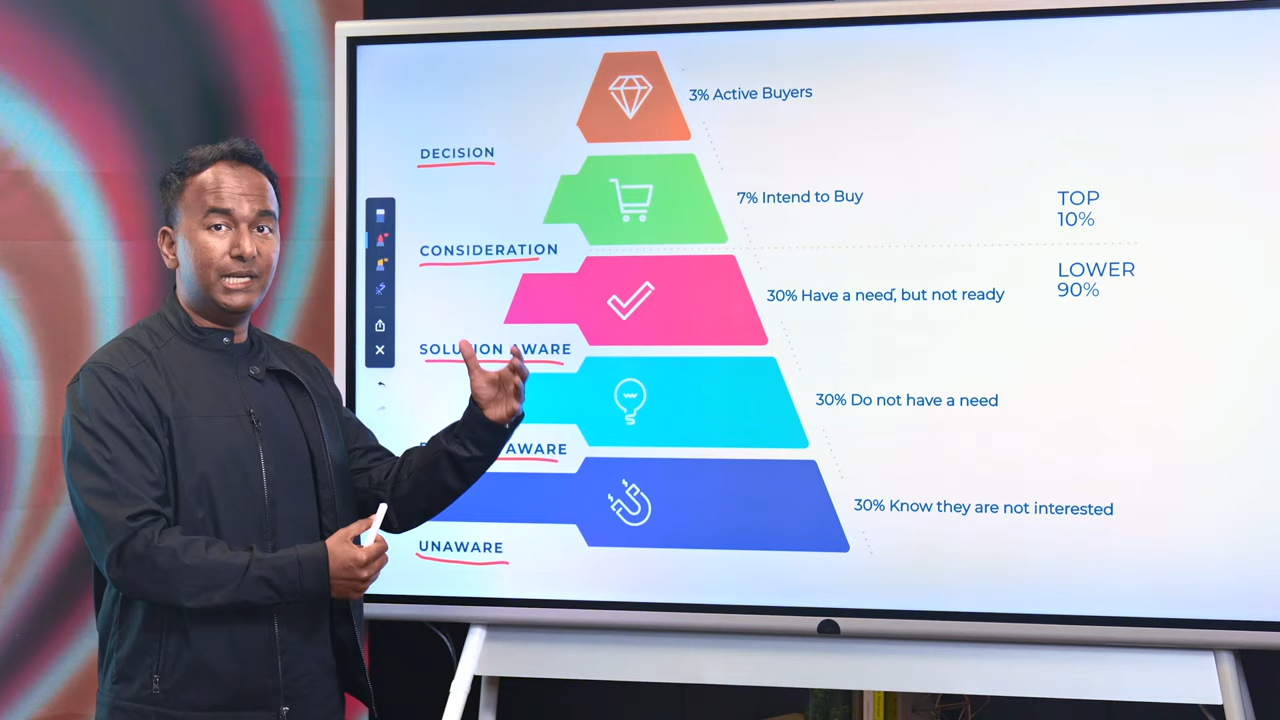 3% Active Buyers
DECISION
7% Intend to Buy
TOP
10%
CONSIDERATION
LOWER
90%
30% Have a need, but not ready
SOLUTION AWARE
30% Do not have a need
AWARE
30% Know they are not interested
UNAWARE